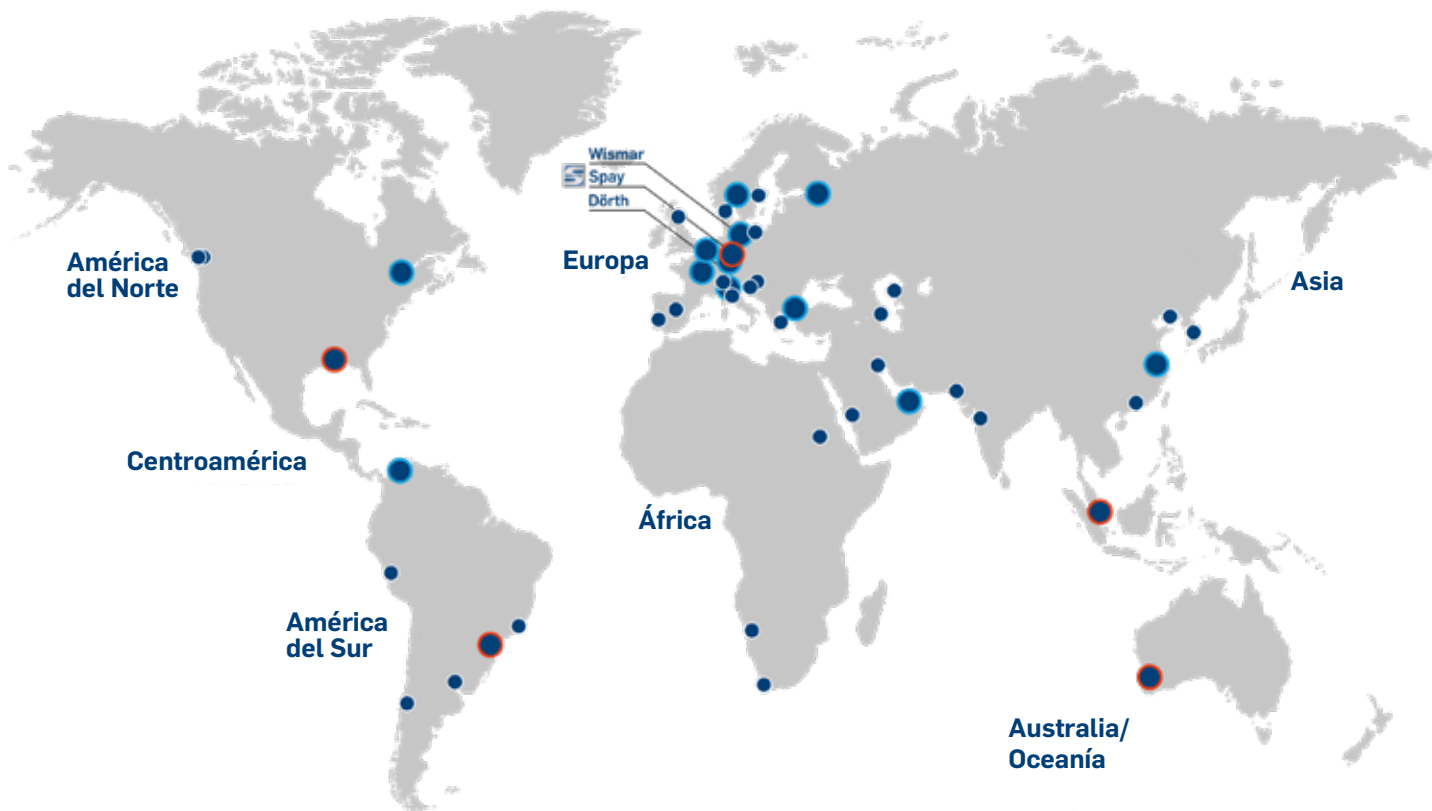 Wismar
Spay
Dörth
América
del Norte
Europa
Asia
Centroamérica
África
América
del Sur
Australia/
Oceanía